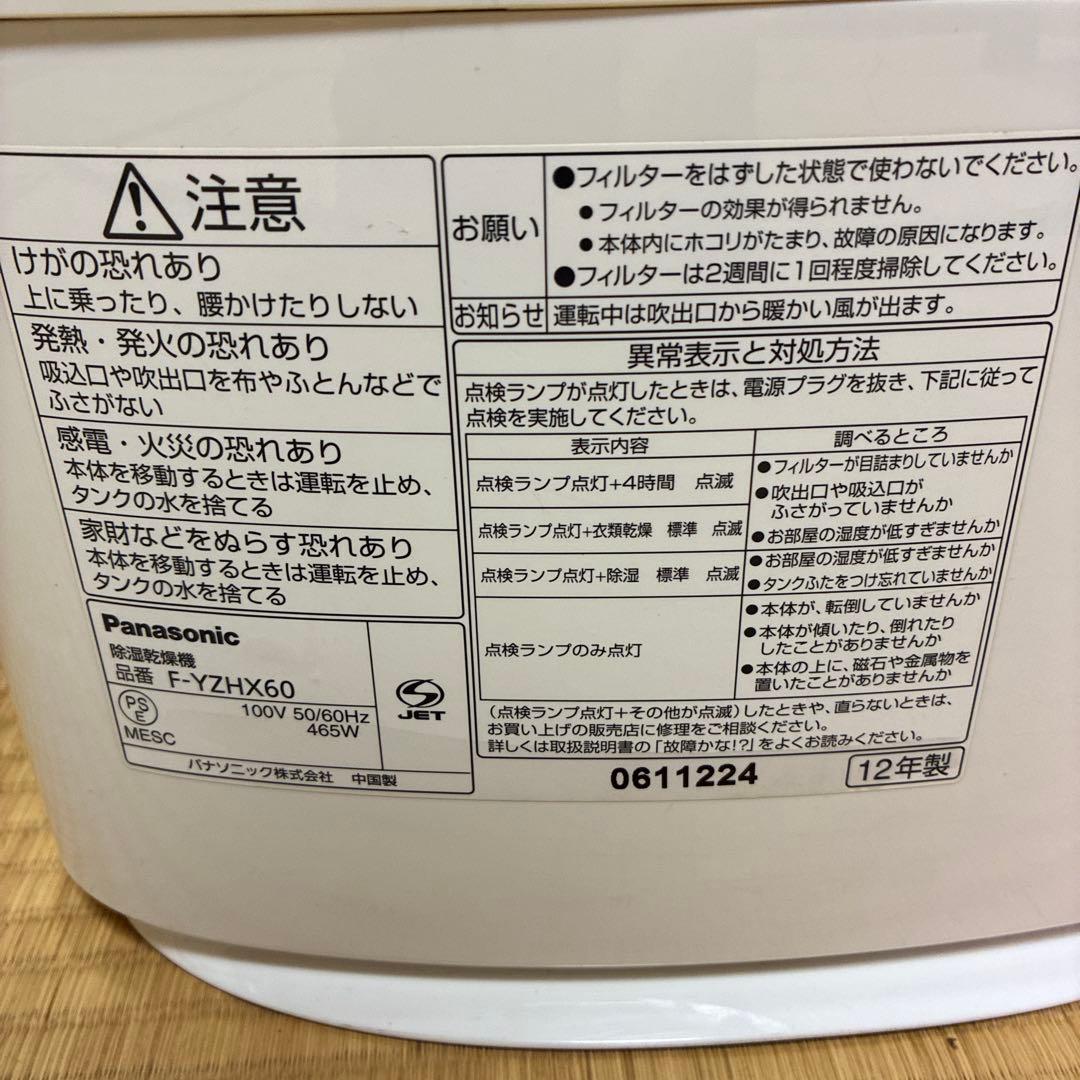 注意
けがの恐れあり
上に乗ったり、腰かけたりしない
発熱・発火の恐れあり
吸込口や吹出口を布やふとんなどで
ふさがない
感電・火災の恐れあり
本体を移動するときは運転を止め、
タンクの水を捨てる
家財などをぬらす恐れあり
本体を移動するときは運転を止め、
タンクの水を捨てる
Panasonic
除湿乾燥機
品番 F-YZHX60
100V 50/60Hz
465W
PS
E
MESC
JET
パナソニック株式会社 中国製
お願い
●フィルターをはずした状態で使わないでください。
●フィルターの効果が得られません。
●本体内にホコリがたまり、故障の原因になります。
●フィルターは2週間に1回程度掃除してください。
お知らせ 運転中は吹出口から暖かい風が出ます。
異常表示と対処方法
点検ランプが点灯したときは、電源プラグを抜き、下記に従って
点検を実施してください。
表示内容 調べるところ
点検ランプ点灯+4時間 点滅
●フィルターが目詰まりしていませんか
●吹出口や吸込口が
ふさがっていませんか
点検ランプ点灯+衣類乾燥 標準 点滅
●お部屋の湿度が低すぎませんか
点検ランプ点灯+除湿 標準 点滅
●お部屋の湿度が低すぎませんか
●タンクふたをつけ忘れていませんか
点検ランプのみ点灯
●本体が、転倒していませんか
●本体が傾いたり、倒れたり
したことがありませんか
●本体の上に、磁石や金属物を
置いたことがありませんか
(点検ランプ点灯+その他が点滅)したときや、直らないときは、
お買い上げの販売店に修理をご相談ください。
詳しくは取扱説明書の「故障かな!?」をよくお読みください。
0611224 12年製